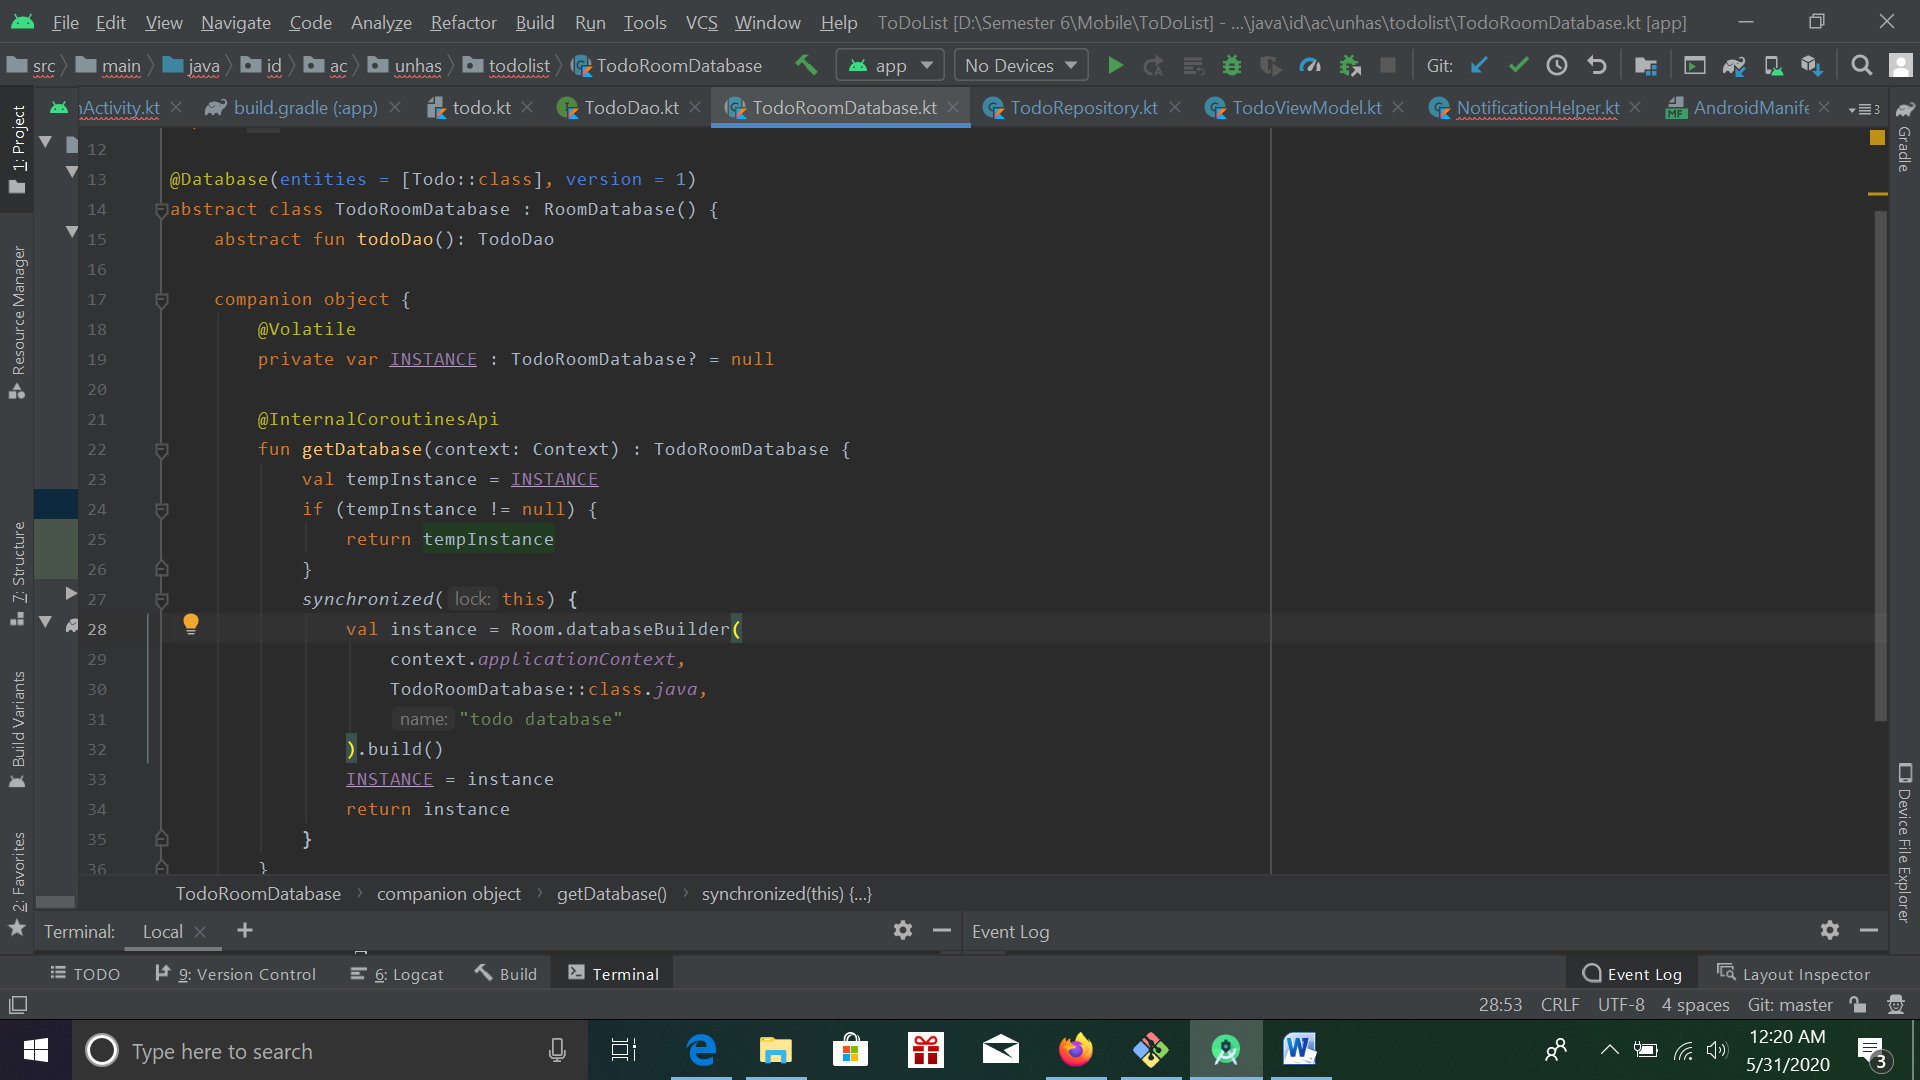 File Edit View Navigate Code Analyze Refactor Build Run Tools VCS Window Help ToDoList [D:\Semester 6\Mobile\ToDoList] - ...\java\id\ac\unhas\todolist\TodoRoomDatabase.kt [app]
src main java id ac unhas todolist TodoRoomDatabase app No Devices Git:
Activity.kt build.gradle (:app) todo.kt TodoDao.kt TodoRoomDatabase.kt TodoRepository.kt TodoViewModel.kt NotificationHelper.kt AndroidManife 3
1: Project
Resource Manager
7: Structure
Build Variants
2: Favorites
Gradle
Device File Explorer
12
13 @Database(entities = [Todo::class], version = 1)
14 abstract class TodoRoomDatabase : RoomDatabase() {
15 abstract fun todoDao(): TodoDao
16
17 companion object {
18 @Volatile
19 private var INSTANCE : TodoRoomDatabase? = null
20
21 @InternalCoroutinesApi
22 fun getDatabase(context: Context) : TodoRoomDatabase {
23 val tempInstance = INSTANCE
24 if (tempInstance != null) {
25 return tempInstance
26 }
27 synchronized( lock: this) {
28 val instance = Room.databaseBuilder(
29 context.applicationContext,
30 TodoRoomDatabase::class.java,
31 name: "todo database"
32 ).build()
33 INSTANCE = instance
34 return instance
35 }
36 }
TodoRoomDatabase companion object getDatabase() synchronized(this) {...}
Terminal: Local + Event Log
TODO 9: Version Control 6: Logcat Build Terminal Event Log Layout Inspector
28:53 CRLF UTF-8 4 spaces Git: master
Type here to search
12:20 AM
5/31/2020
3